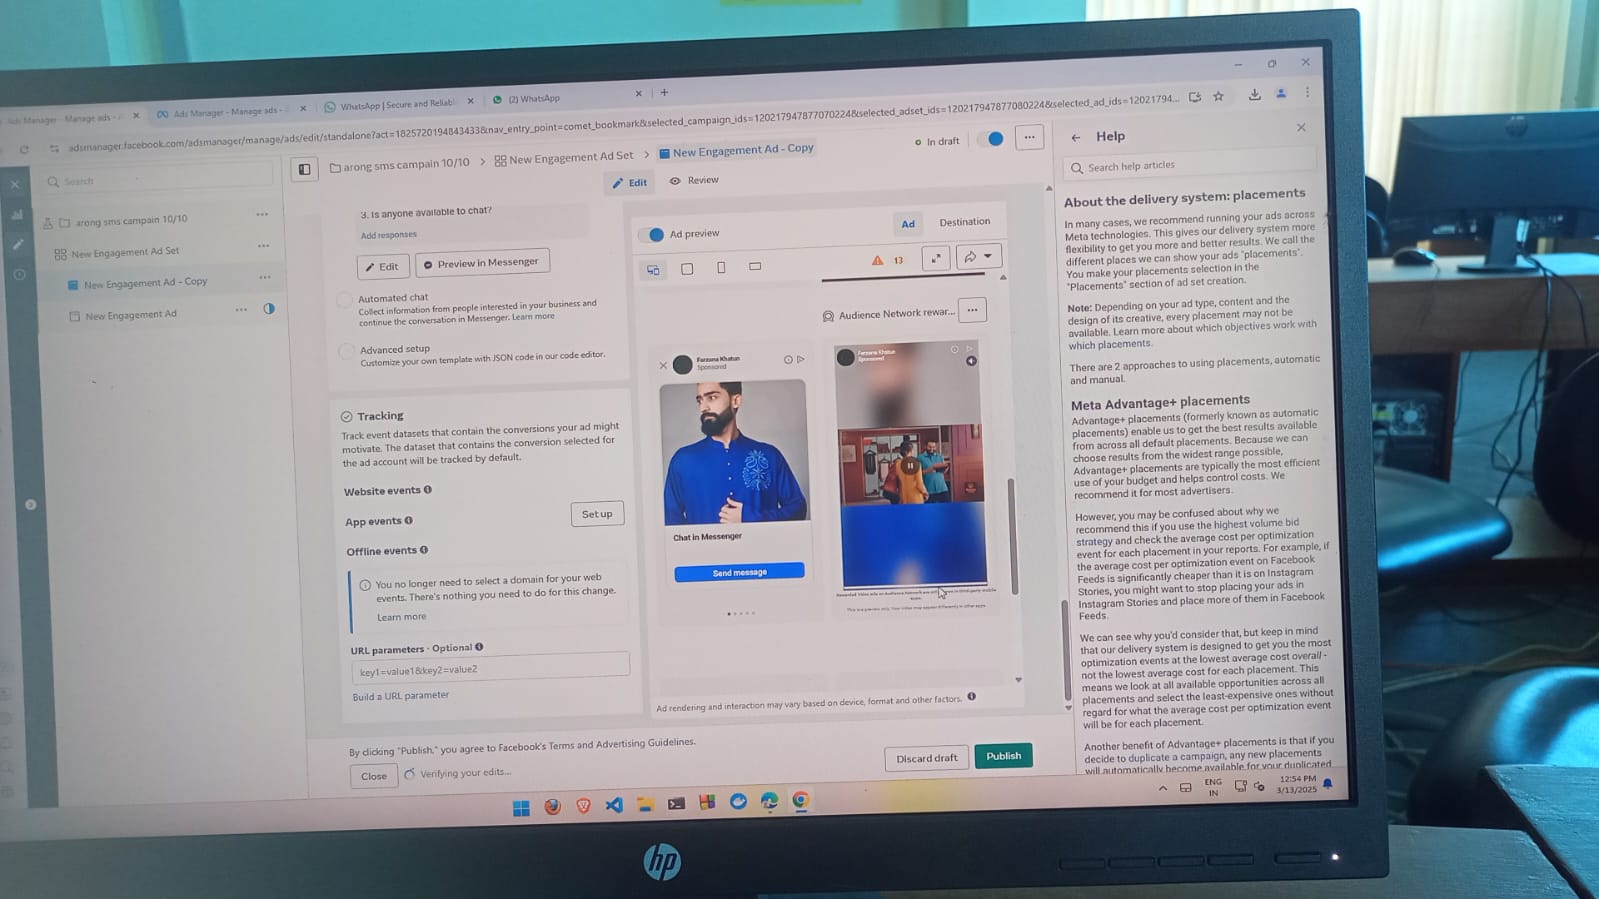 Ads Manager - Manage ads -
Ads Manager - Manage ads -
WhatsApp | Secure and Reliabl
(2) WhatsApp
adsmanager.facebook.com/adsmanager/manage/ads/edit/standalone?act=1825720194843433&nav_entry_point=comet_bookmark&selected_campaign_ids=120217947877070224&selected_adset_ids=120217947877080224&selected_ad_ids=12021794...
Search
arong sms campain 10/10
New Engagement Ad Set
New Engagement Ad - Copy
New Engagement Ad
arong sms campain 10/10 > New Engagement Ad Set > New Engagement Ad - Copy
In draft
Edit
Review
3. Is anyone available to chat?
Add responses
Edit
Preview in Messenger
Automated chat
Collect information from people interested in your business and
continue the conversation in Messenger. Learn more
Advanced setup
Customize your own template with JSON code in our code editor.
Tracking
Track event datasets that contain the conversions your ad might
motivate. The dataset that contains the conversion selected for
the ad account will be tracked by default.
Website events
App events
Set up
Offline events
You no longer need to select a domain for your web
events. There's nothing you need to do for this change.
Learn more
URL parameters · Optional
key1=value1&key2=value2
Build a URL parameter
Ad preview
Ad
Destination
13
Audience Network rewar...
Farzana Khatun
Sponsored
Chat in Messenger
Send message
Farzana Khatun
Sponsored
This is a preview only. Your video may appear differently in other apps.
Ad rendering and interaction may vary based on device, format and other factors.
By clicking "Publish," you agree to Facebook's Terms and Advertising Guidelines.
Close
Verifying your edits...
Discard draft
Publish
Help
Search help articles
About the delivery system: placements
In many cases, we recommend running your ads across
Meta technologies. This gives our delivery system more
flexibility to get you more and better results. We call the
different places we can show your ads "placements".
You make your placements selection in the
"Placements" section of ad set creation.
Note: Depending on your ad type, content and the
design of its creative, every placement may not be
available. Learn more about which objectives work with
which placements.
There are 2 approaches to using placements, automatic
and manual.
Meta Advantage+ placements
Advantage+ placements (formerly known as automatic
placements) enable us to get the best results available
from across all default placements. Because we can
choose results from the widest range possible,
Advantage+ placements are typically the most efficient
use of your budget and helps control costs. We
recommend it for most advertisers.
However, you may be confused about why we
recommend this if you use the highest volume bid
strategy and check the average cost per optimization
event for each placement in your reports. For example, if
the average cost per optimization event on Facebook
Feeds is significantly cheaper than it is on Instagram
Stories, you might want to stop placing your ads in
Instagram Stories and place more of them in Facebook
Feeds.
We can see why you'd consider that, but keep in mind
that our delivery system is designed to get you the most
optimization events at the lowest average cost overall -
not the lowest average cost for each placement. This
means we look at all available opportunities across all
placements and select the least-expensive ones without
regard for what the average cost per optimization event
will be for each placement.
Another benefit of Advantage+ placements is that if you
decide to duplicate a campaign, any new placements
will automatically become available for your duplicated
ENG
IN
12:54 PM
3/13/2025
hp